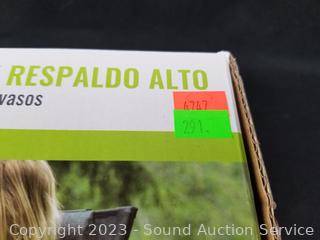 RESPALDO ALTO
vasos
6747
291.
Copyright 2023 - Sound Auction Service